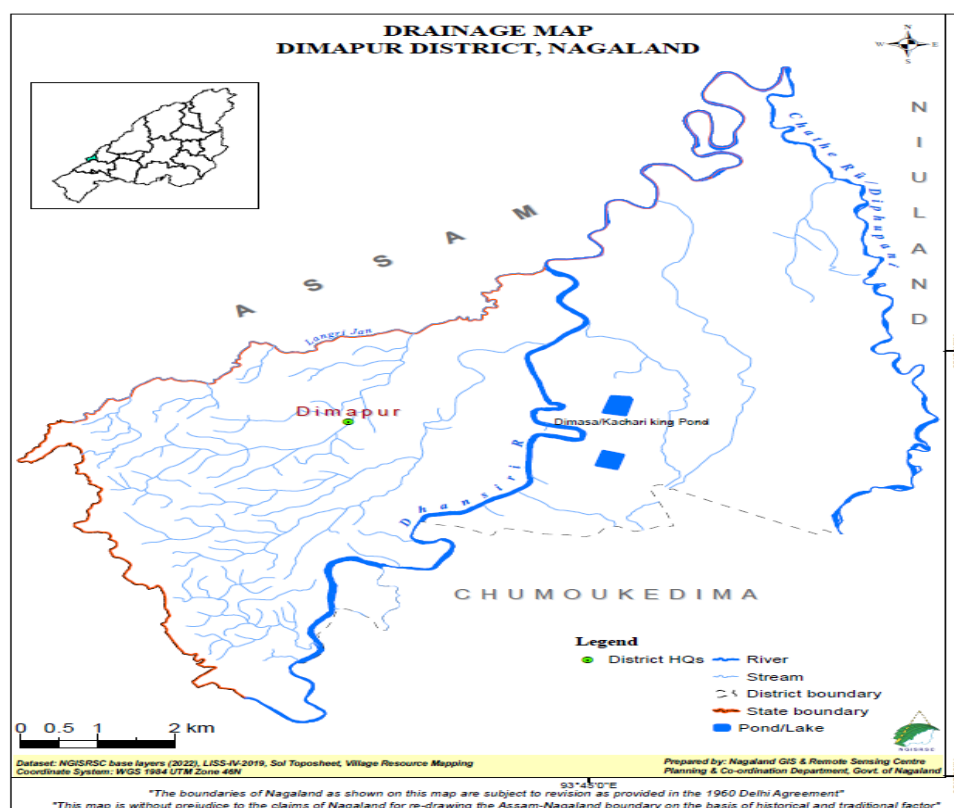 DRAINAGE MAP
DIMAPUR DISTRICT, NAGALAND
N
W E
S
NIULAND
Chathe Rü/Diphupani
ASSAM
Langri Jan
Dimapur
Dimasa/Kachari king Pond
Dhansiri R
CHUMOUKEDIMA
Legend
District HQs
River
Stream
District boundary
State boundary
Pond/Lake
0 0.5 1 2 km
NGISRSC
Dataset: NGISRSC base layers (2022), LISS-IV-2019, SoI Toposheet, Village Resource Mapping
Coordinate System: WGS 1984 UTM Zone 46N
Prepared by: Nagaland GIS & Remote Sensing Centre
Planning & Co-ordination Department, Govt. of Nagaland
93°45'0"E
"The boundaries of Nagaland as shown on this map are subject to revision as provided in the 1960 Delhi Agreement"
"This map is without prejudice to the claims of Nagaland for re-drawing the Assam-Nagaland boundary on the basis of historical and traditional factor"